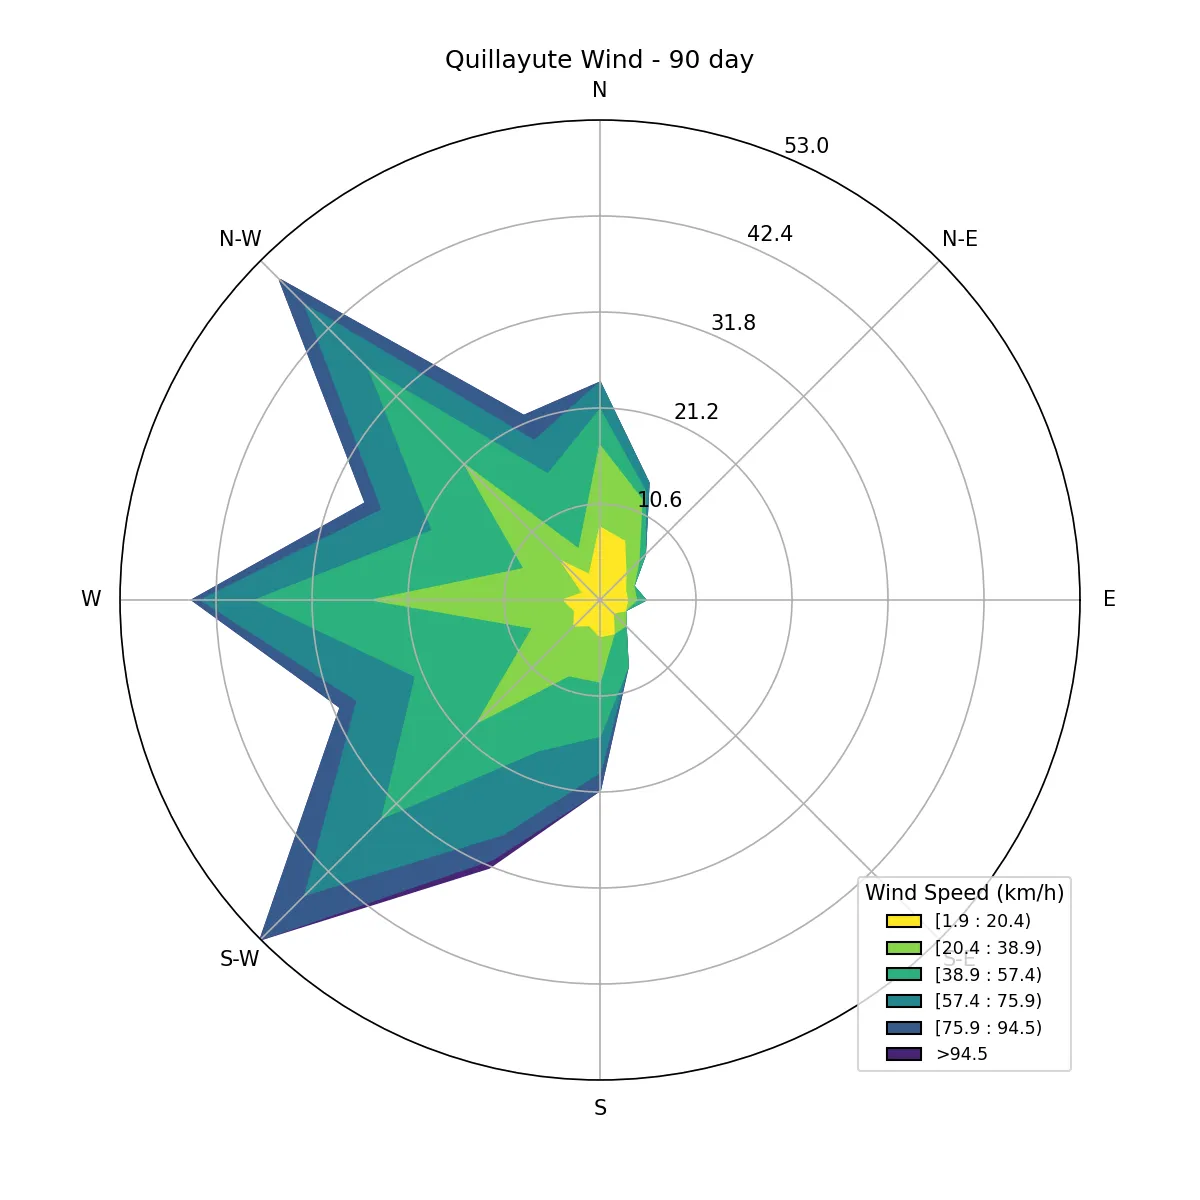 Quillayute Wind - 90 day
N
53.0
N-W
42.4
N-E
31.8
21.2
10.6
W
E
S-W
S-E
Wind Speed (km/h)
[1.9 : 20.4)
[20.4 : 38.9)
[38.9 : 57.4)
[57.4 : 75.9)
[75.9 : 94.5)
>94.5
S